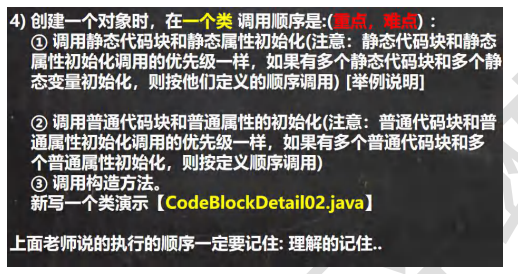 4) 创建一个对象时，在一个类 调用顺序是:(重点，难点)：
① 调用静态代码块和静态属性初始化(注意：静态代码块和静态
属性初始化调用的优先级一样，如果有多个静态代码块和多个静
态变量初始化，则按他们定义的顺序调用) [举例说明]
② 调用普通代码块和普通属性的初始化(注意：普通代码块和普
通属性初始化调用的优先级一样，如果有多个普通代码块和多
个普通属性初始化，则按定义顺序调用)
③ 调用构造方法。
新写一个类演示【CodeBlockDetail02.java】
上面老师说的执行的顺序一定要记住: 理解的记住..